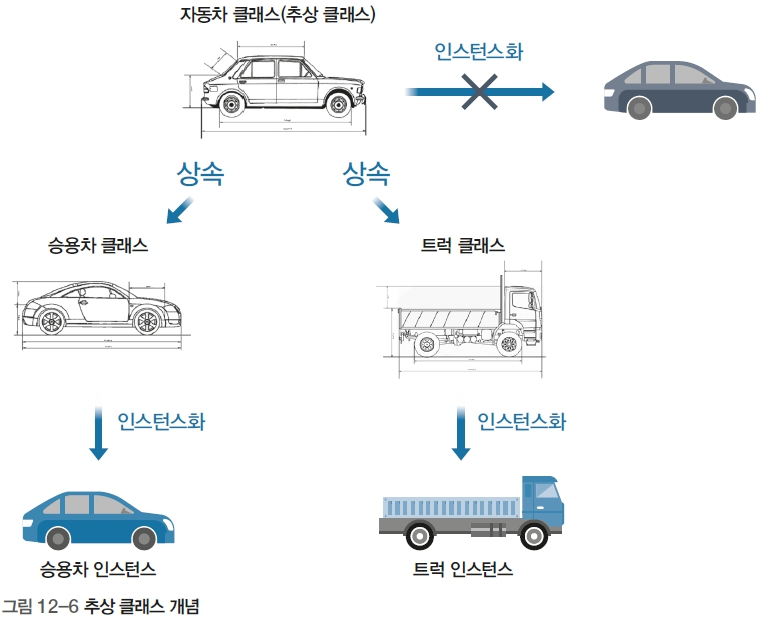 자동차 클래스(추상 클래스)
인스턴스화
상속
상속
승용차 클래스
트럭 클래스
인스턴스화
인스턴스화
승용차 인스턴스
트럭 인스턴스
그림 12-6 추상 클래스 개념